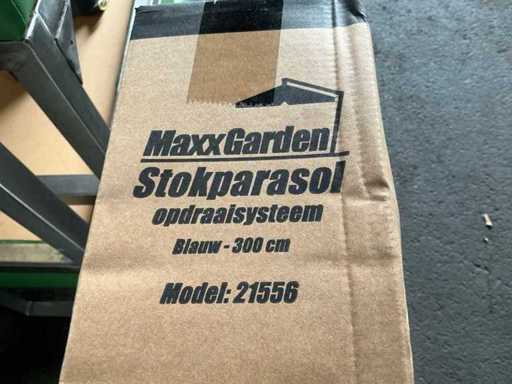 MaxxGarden
Stokparasol
opdraaisysteem
Blauw - 300 cm
Model: 21556